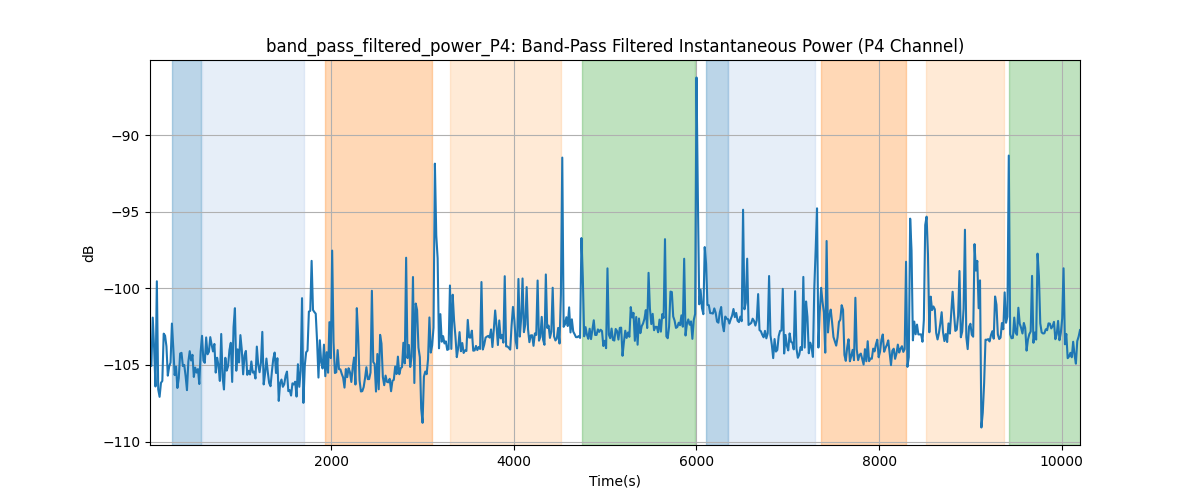 band_pass_filtered_power_P4: Band-Pass Filtered Instantaneous Power (P4 Channel)
−90
−95
−100
−105
−110
dB
2000 4000 6000 8000 10000
Time(s)